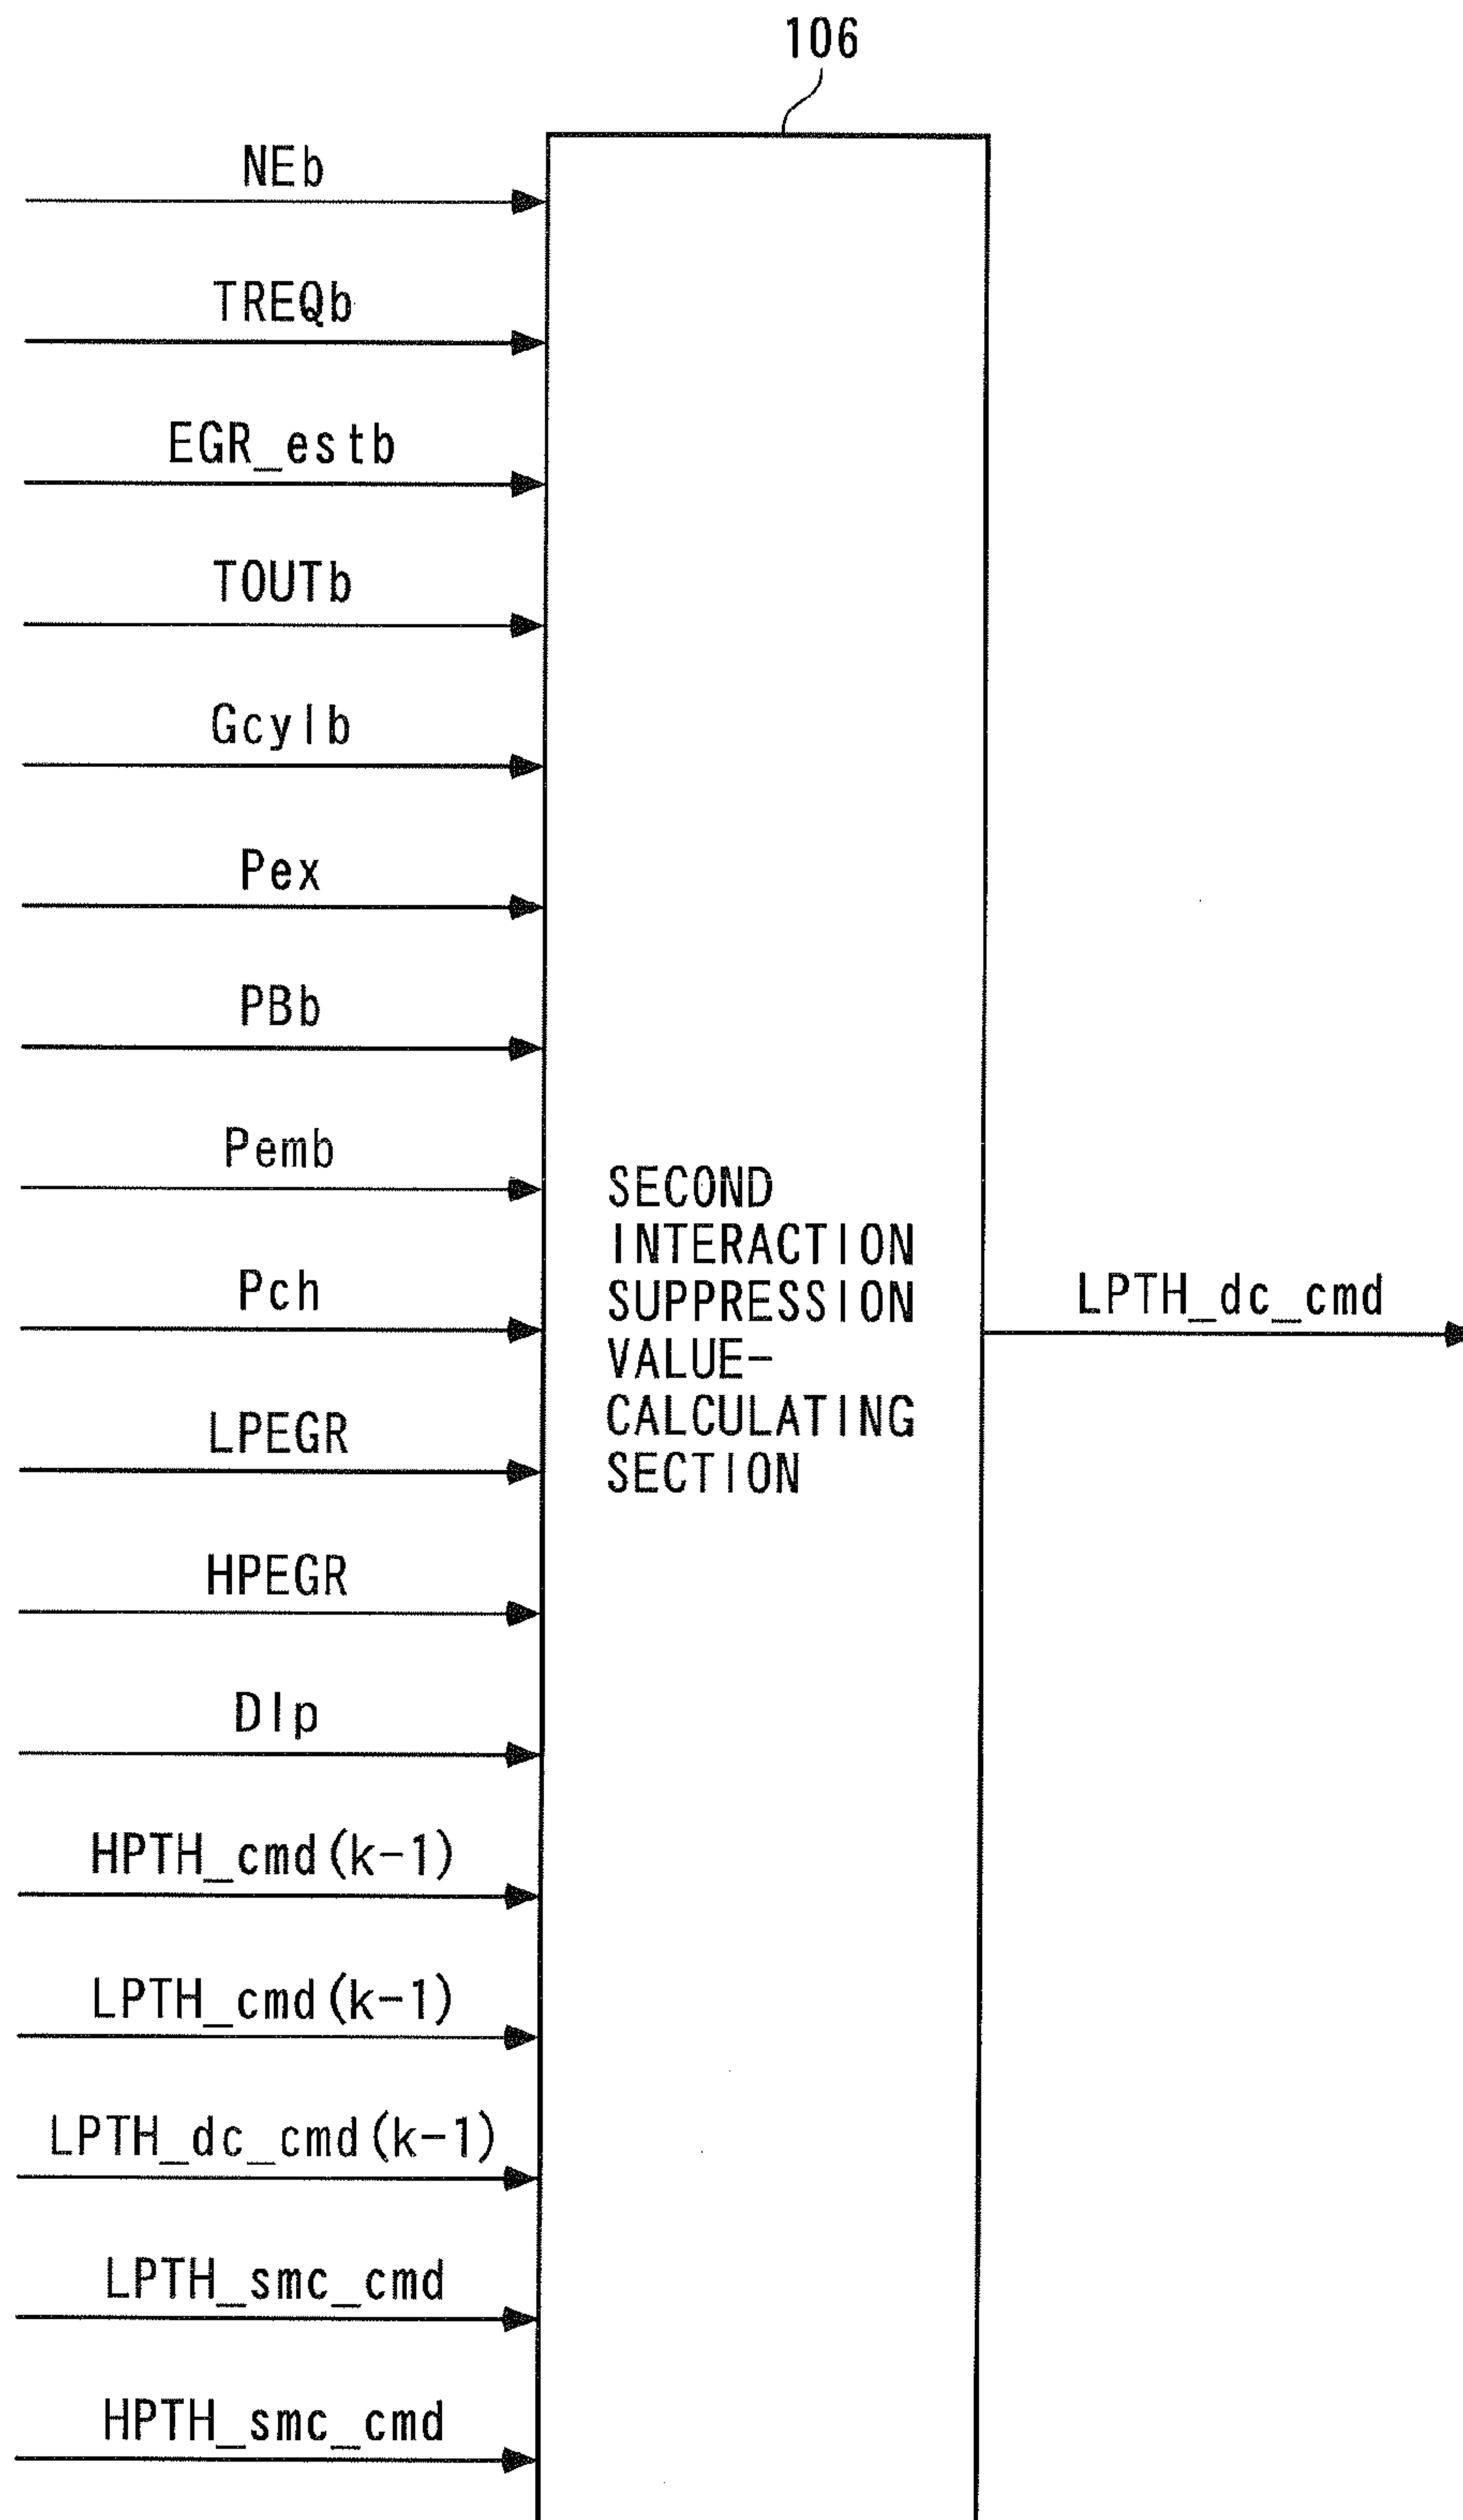 106
NEb
TREQb
EGR_estb
TOUTb
Gcylb
Pex
PBb
Pemb
Pch
LPEGR
HPEGR
Dlp
HPTH_cmd(k-1)
LPTH_cmd(k-1)
LPTH_dc_cmd(k-1)
LPTH_smc_cmd
HPTH_smc_cmd
SECOND
INTERACTION
SUPPRESSION
VALUE-
CALCULATING
SECTION
LPTH_dc_cmd